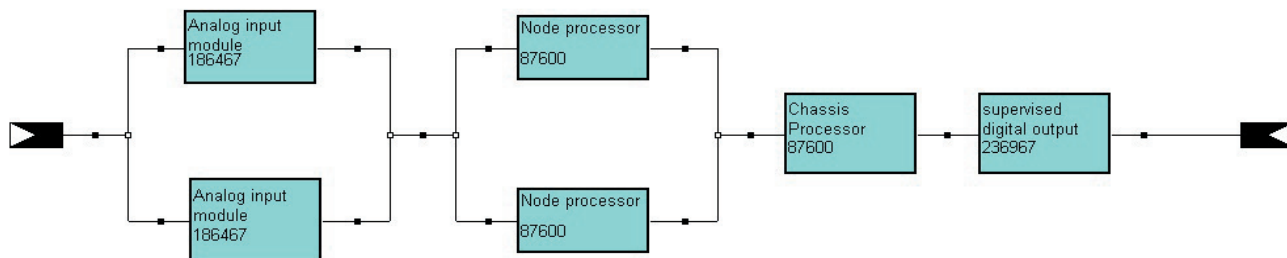 Analog input
module
186467
Analog input
module
186467
Node processor
87600
Node processor
87600
Chassis
Processor
87600
supervised
digital output
236967